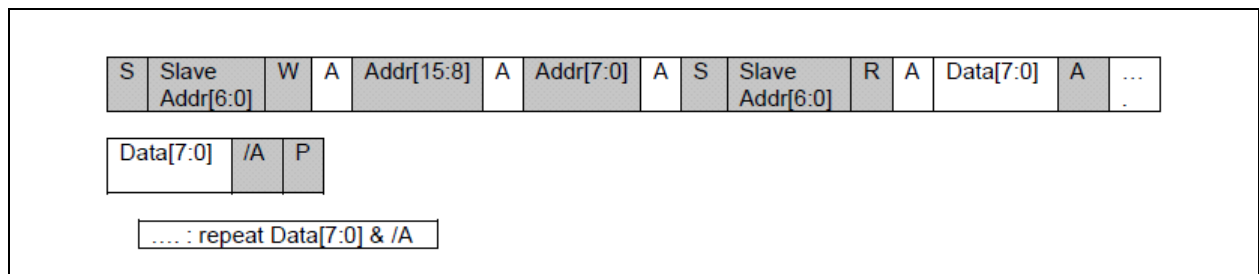 S Slave Addr[6:0] W A Addr[15:8] A Addr[7:0] A S Slave Addr[6:0] R A Data[7:0] A ....
Data[7:0] /A P
.... : repeat Data[7:0] & /A